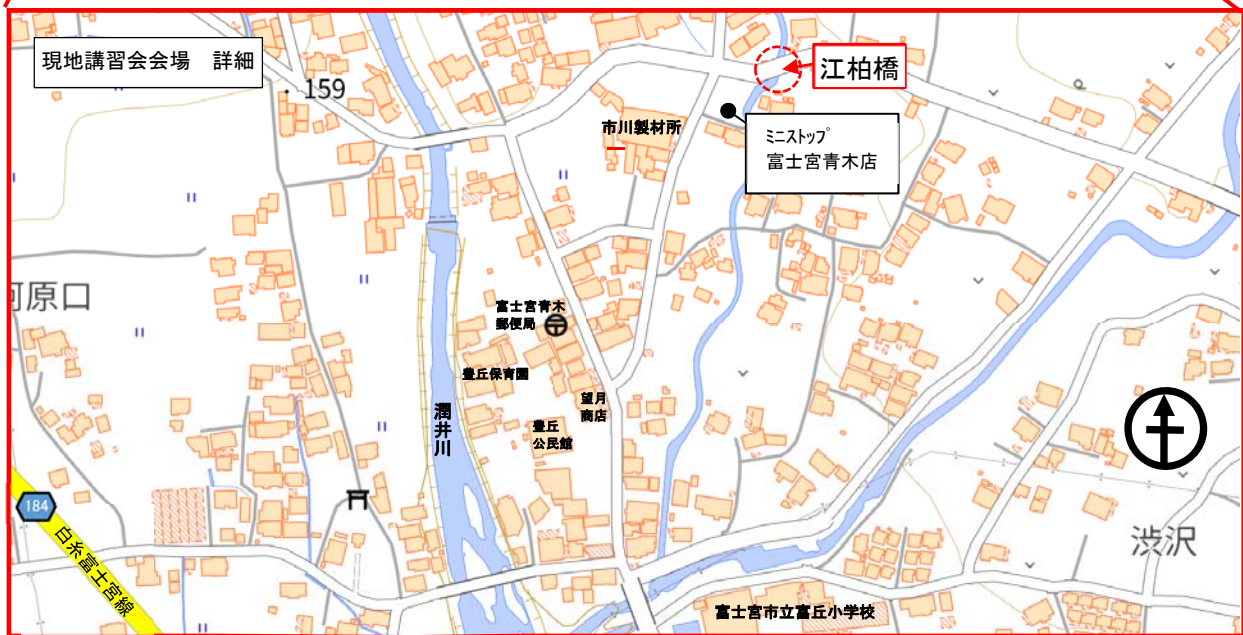 現地講習会会場　詳細
159
江柏橋
市川製材所
ミニストップ
富士宮青木店
河原口
富士宮青木
郵便局
豊丘保育園
望月
商店
潤井川
豊丘
公民館
184
白糸富士宮線
渋沢
富士宮市立富丘小学校